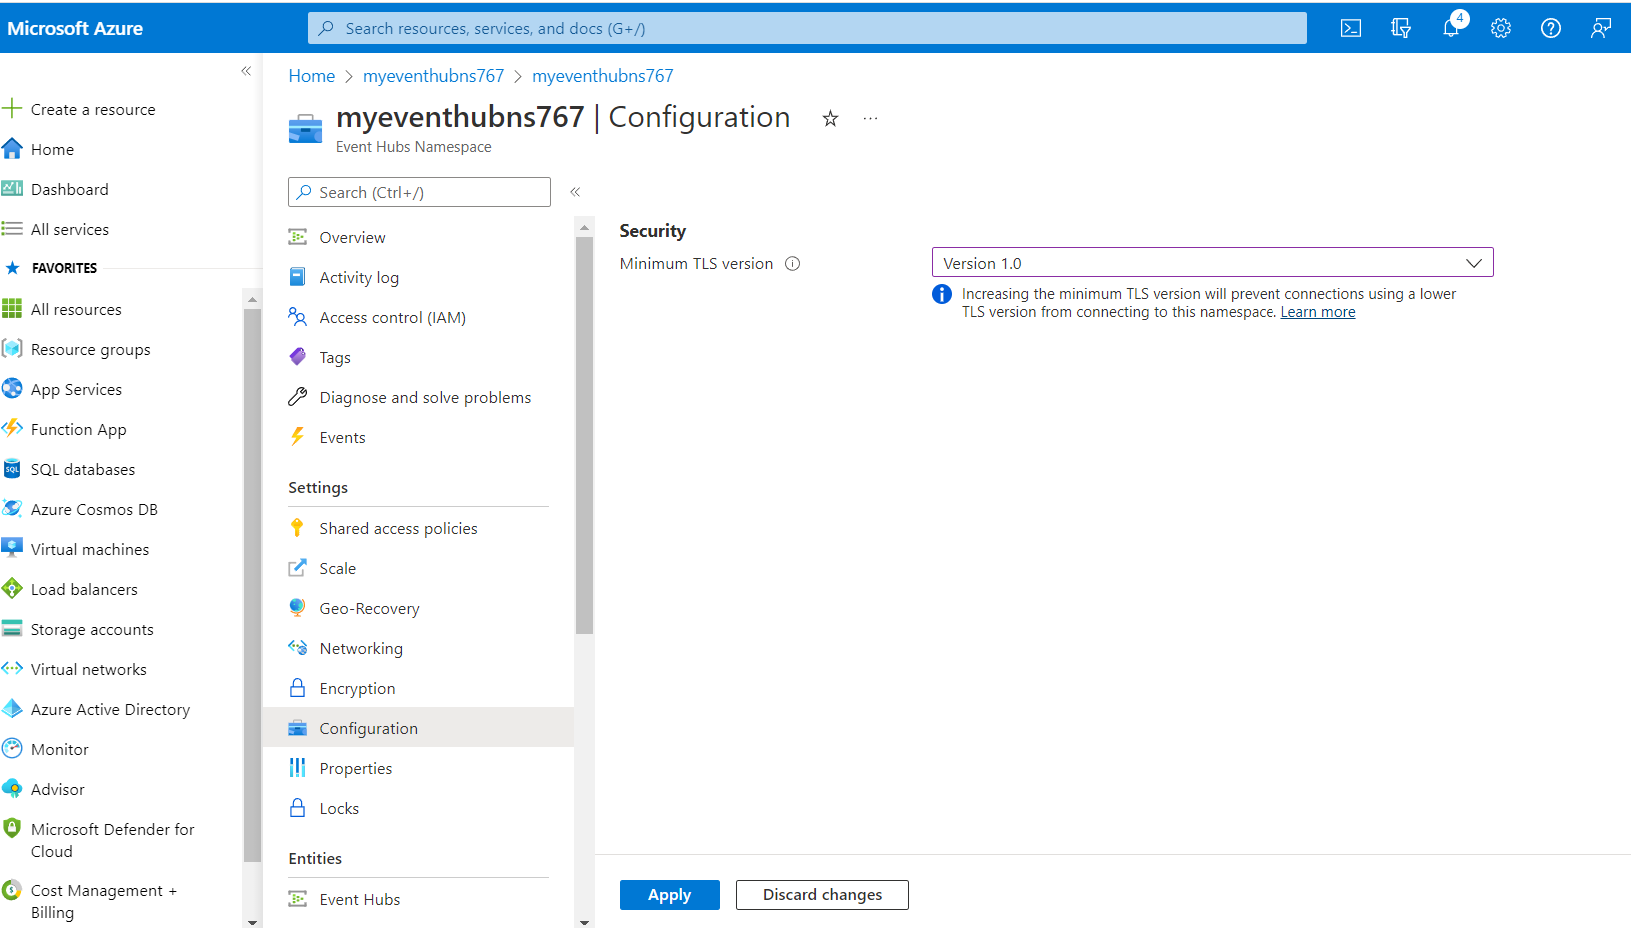 Microsoft Azure
Search resources, services, and docs (G+/)
4
Create a resource
Home
Dashboard
All services
FAVORITES
All resources
Resource groups
App Services
Function App
SQL
SQL databases
Azure Cosmos DB
Virtual machines
Load balancers
Storage accounts
Virtual networks
Azure Active Directory
Monitor
Advisor
Microsoft Defender for
Cloud
Cost Management +
Billing
Home > myeventhubns767 > myeventhubns767
myeventhubns767 | Configuration ...
Event Hubs Namespace
Search (Ctrl+/)
Overview
Activity log
Access control (IAM)
Tags
Diagnose and solve problems
Events
Settings
Shared access policies
Scale
Geo-Recovery
Networking
Encryption
Configuration
Properties
Locks
Entities
Event Hubs
Security
Minimum TLS version
Version 1.0
Increasing the minimum TLS version will prevent connections using a lower
TLS version from connecting to this namespace. Learn more
Apply
Discard changes